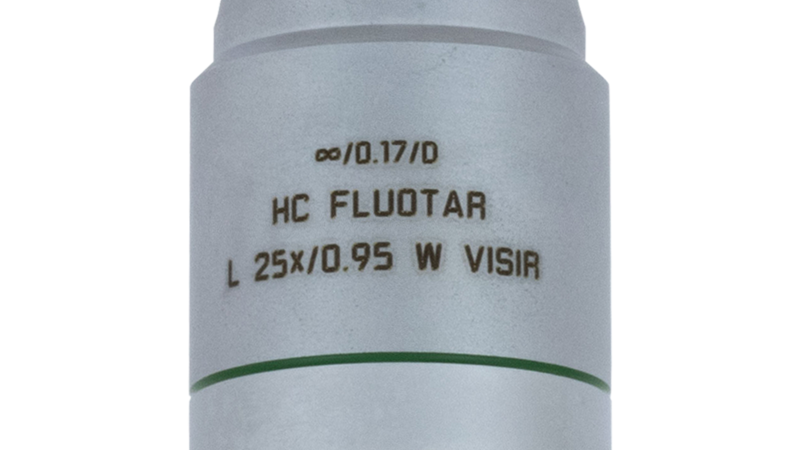 ∞/0.17/D
HC FLUOTAR
L 25x/0.95 W VISIR